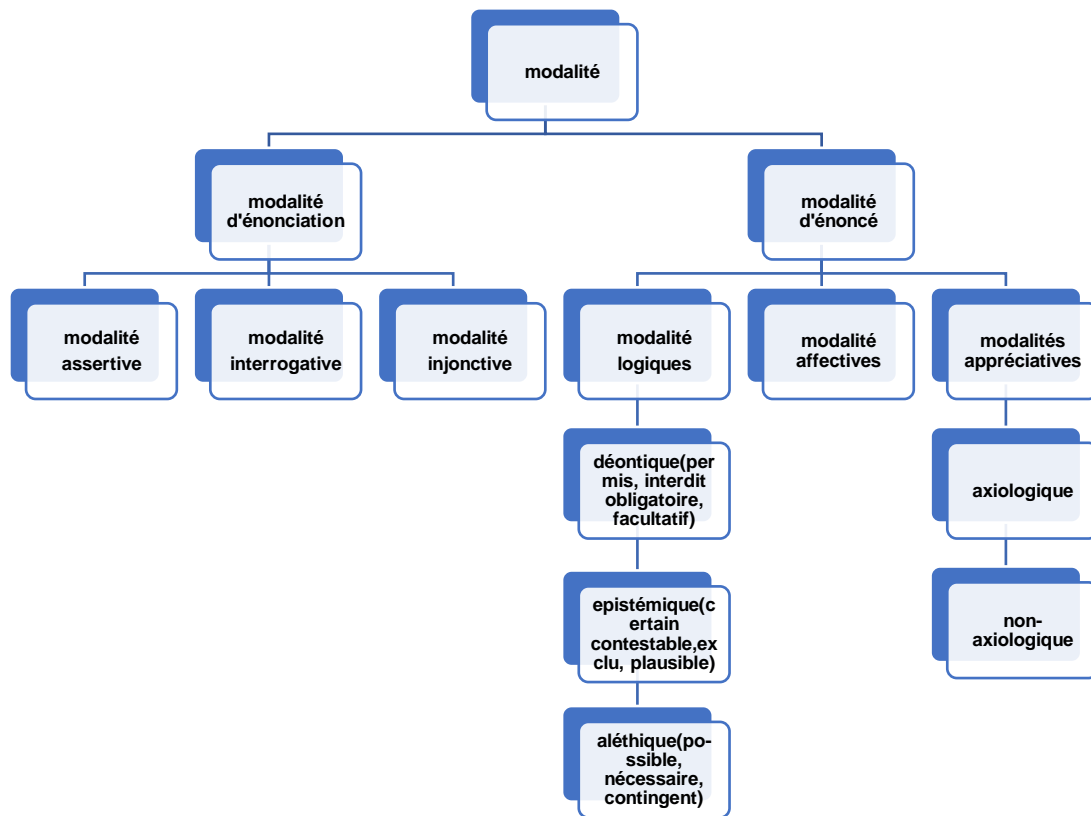 modalité
modalité
d'énonciation
modalité
d'énoncé
modalité
assertive
modalité
interrogative
modalité
injonctive
modalité
logiques
modalité
affectives
modalités
appréciatives
déontique(per
mis, interdit
obligatoire,
facultatif)
axiologique
epistémique(c
ertain
contestable,ex
clu, plausible)
non-
axiologique
aléthique(po-
ssible,
nécessaire,
contingent)